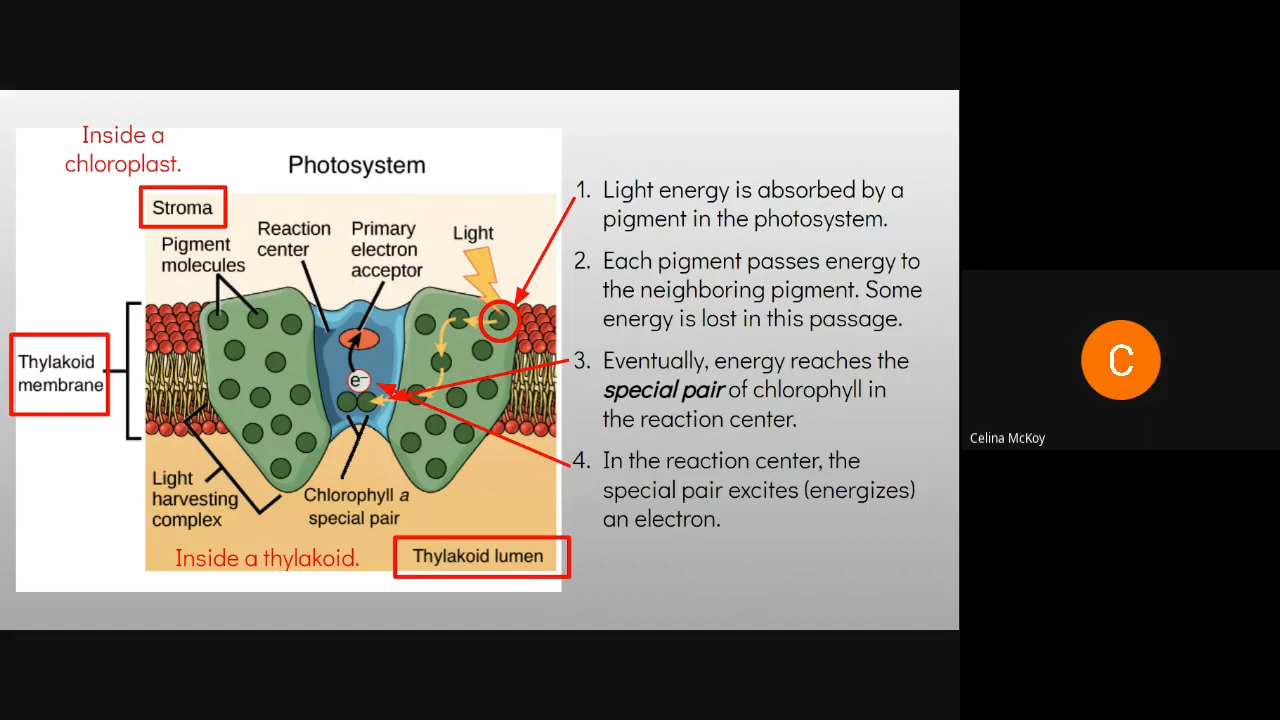 Inside a
chloroplast.
Photosystem
Stroma
Pigment
molecules
Reaction
center
Primary
electron
acceptor
Light
Thylakoid
membrane
e-
Light
harvesting
complex
Chlorophyll a
special pair
Inside a thylakoid.
Thylakoid lumen
1. Light energy is absorbed by a
pigment in the photosystem.
2. Each pigment passes energy to
the neighboring pigment. Some
energy is lost in this passage.
3. Eventually, energy reaches the
special pair of chlorophyll in
the reaction center.
4. In the reaction center, the
special pair excites (energizes)
an electron.
C
Celina McKoy